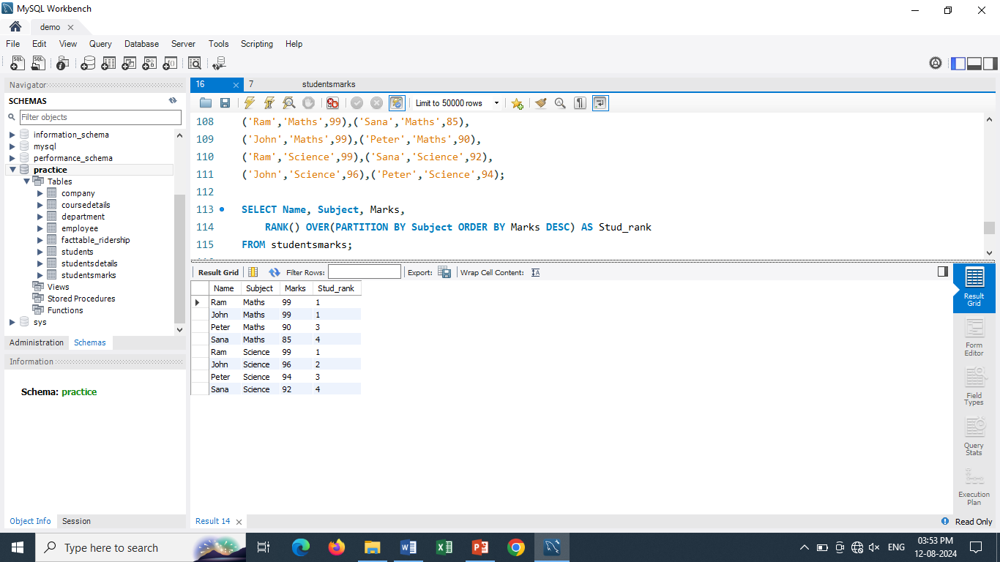 MySQL Workbench
demo
File Edit View Query Database Server Tools Scripting Help
Navigator
SCHEMAS
Filter objects
information_schema
mysql
performance_schema
practice
Tables
company
coursedetails
department
employee
facttable_ridership
students
studentsdetails
studentsmarks
Views
Stored Procedures
Functions
sys
Administration Schemas
Information
Schema: practice
Object Info Session
16 7 studentsmarks
Limit to 50000 rows
108 ('Ram','Maths',99),('Sana','Maths',85),
109 ('John','Maths',99),('Peter','Maths',90),
110 ('Ram','Science',99),('Sana','Science',92),
111 ('John','Science',96),('Peter','Science',94);
112
113 SELECT Name, Subject, Marks,
114 RANK() OVER(PARTITION BY Subject ORDER BY Marks DESC) AS Stud_rank
115 FROM studentsmarks;
Result Grid Filter Rows: Export: Wrap Cell Content:
Name Subject Marks Stud_rank
Ram Maths 99 1
John Maths 99 1
Peter Maths 90 3
Sana Maths 85 4
Ram Science 99 1
John Science 96 2
Peter Science 94 3
Sana Science 92 4
Result
Grid
Form
Editor
Field
Types
Query
Stats
Execution
Plan
Result 14
Read Only
Type here to search
ENG
03:53 PM
12-08-2024